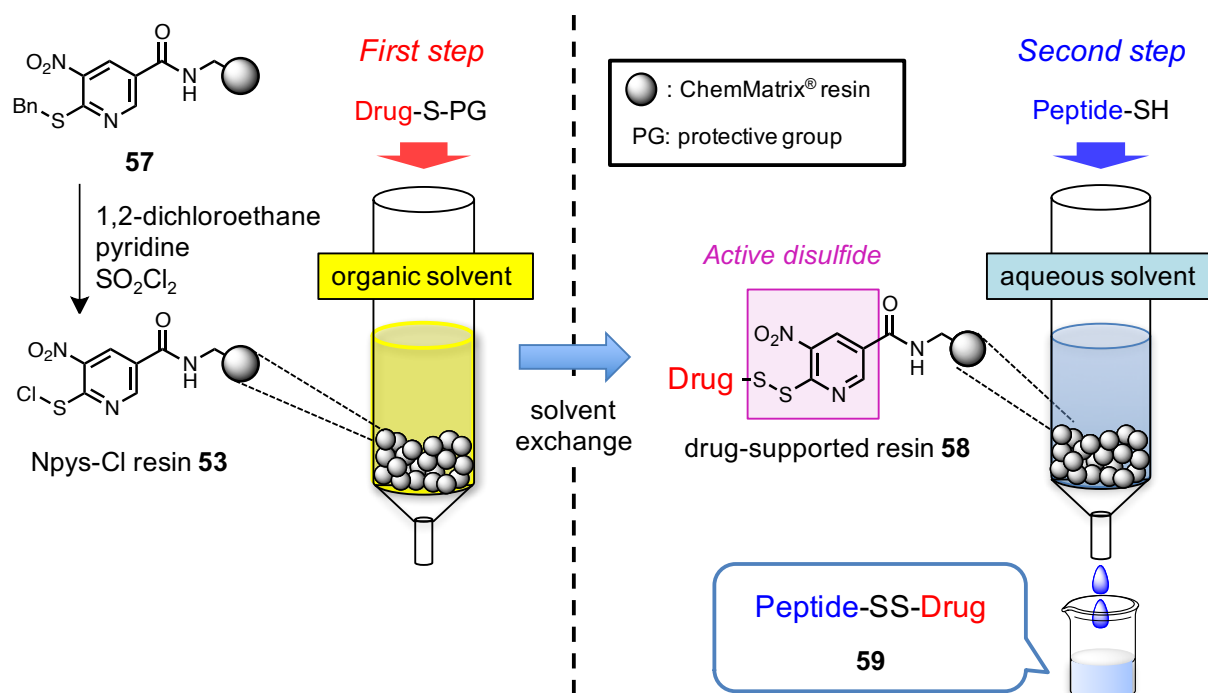 O₂N
O
N
H
Bn
S
N
57
1,2-dichloroethane
pyridine
SO₂Cl₂
O₂N
O
N
H
Cl
S
N
Npys-Cl resin 53
First step
Drug-S-PG
organic solvent
solvent
exchange
: ChemMatrix® resin
PG: protective group
Active disulfide
O₂N
O
N
H
Drug
S
S
N
drug-supported resin 58
Second step
Peptide-SH
aqueous solvent
Peptide-SS-Drug
59